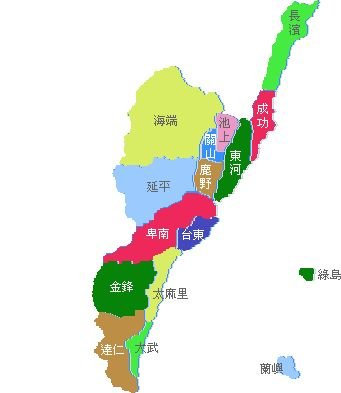 長濱
成功
池上
海端
關山
東河
鹿野
延平
卑南
台東
綠島
金鋒
太麻里
達仁
大武
蘭嶼